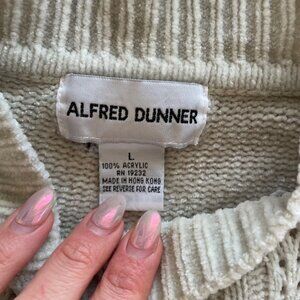 ALFRED DUNNER
L
100% ACRYLIC
RN 19232
MADE IN HONG KONG
SEE REVERSE FOR CARE